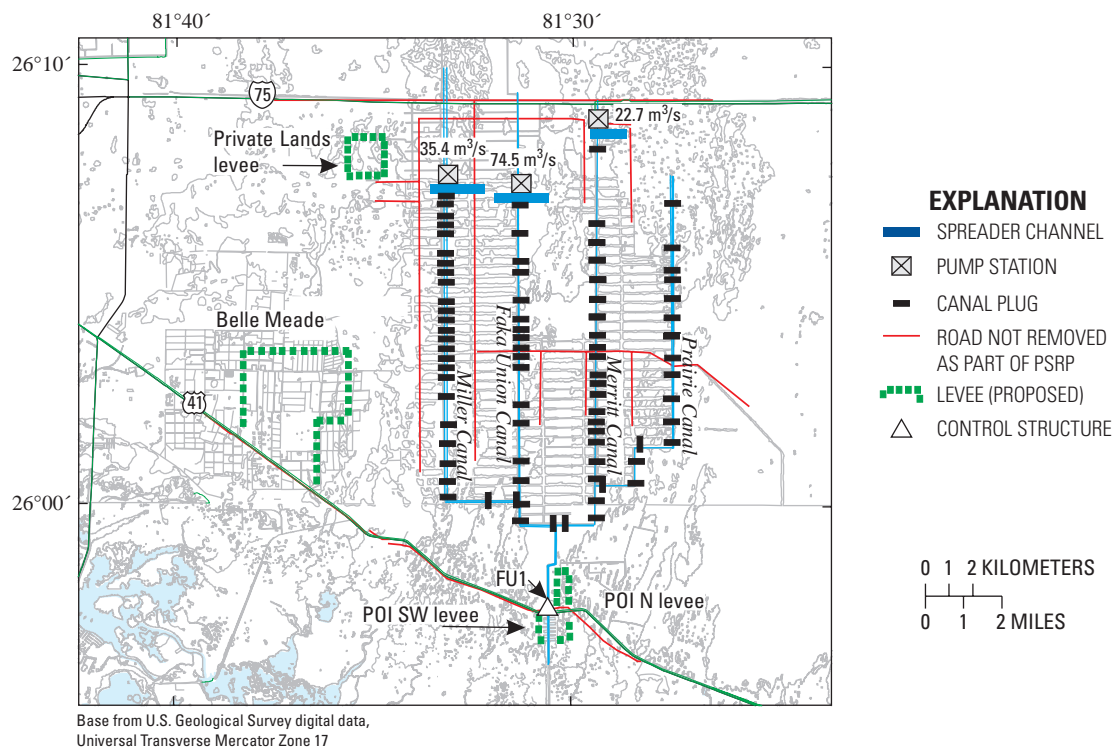 81°40´
81°30´
26°10´
75
22.7 m³/s
Private Lands
levee
35.4 m³/s
74.5 m³/s
Belle Meade
41
Miller Canal
Faka Union Canal
Merritt Canal
Prairie Canal
26°00´
FU1
POI N levee
POI SW levee
EXPLANATION
SPREADER CHANNEL
PUMP STATION
CANAL PLUG
ROAD NOT REMOVED
AS PART OF PSRP
LEVEE (PROPOSED)
CONTROL STRUCTURE
0 1 2 KILOMETERS
0 1 2 MILES
Base from U.S. Geological Survey digital data,
Universal Transverse Mercator Zone 17